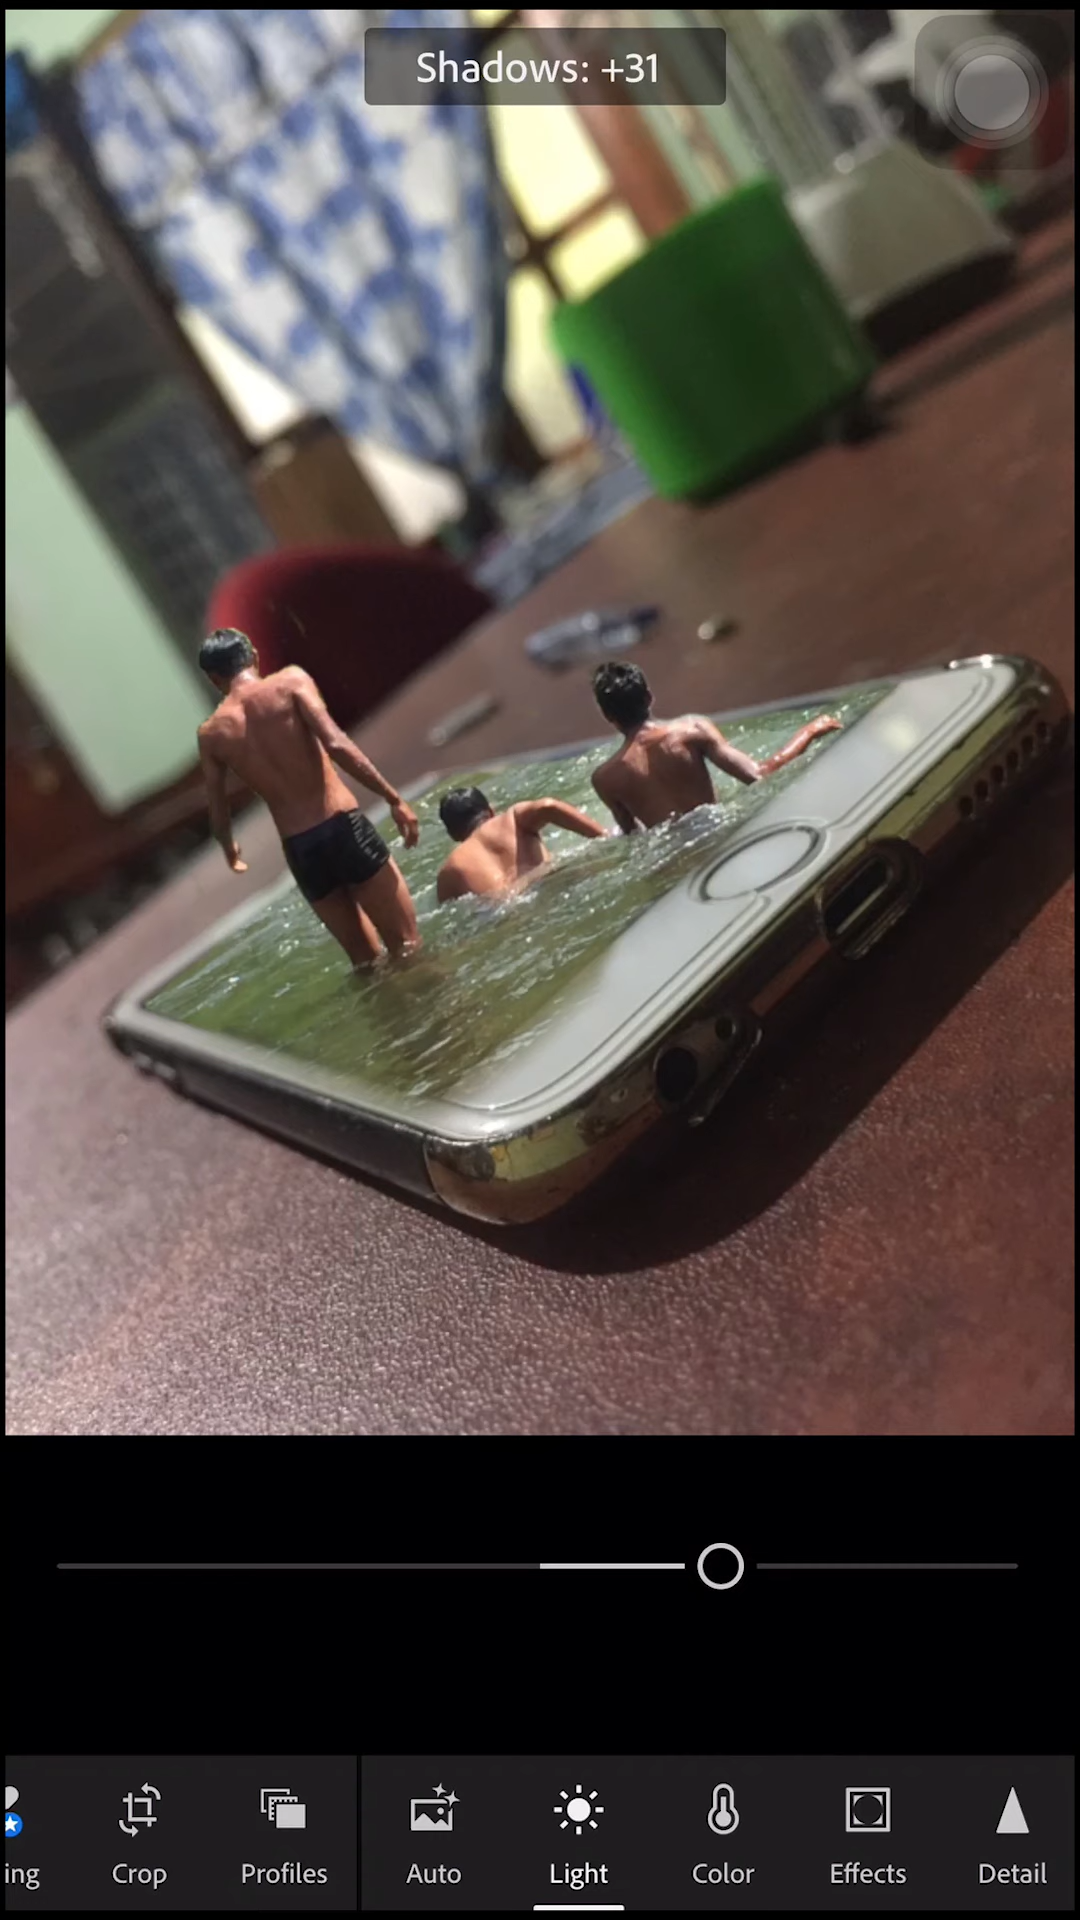 Shadows: +31
ing
Crop
Profiles
Auto
Light
Color
Effects
Detail